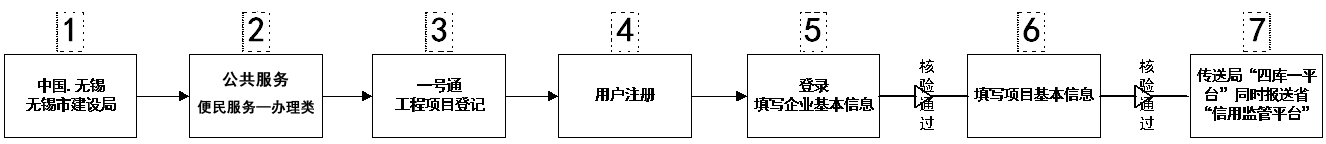 1
2
3
4
5
6
7
中国.无锡
无锡市建设局
公共服务
便民服务—办理类
一号通
工程项目登记
用户注册
登录
填写企业基本信息
核验通过
填写项目基本信息
核验通过
传送局“四库一平
台”同时报送省
“信用监管平台”